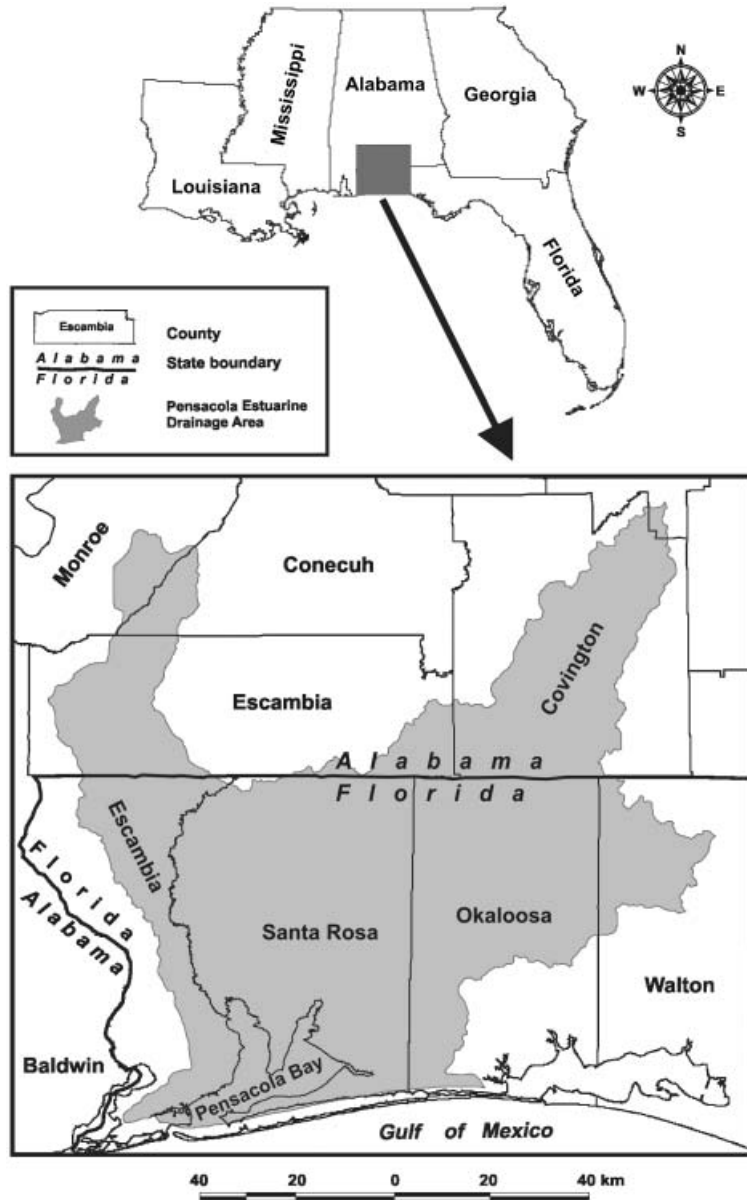 N
W E
S
Mississippi
Alabama
Georgia
Louisiana
Florida
Escambia
County
Alabama
Florida
State boundary
Pensacola Estuarine
Drainage Area
Monroe
Conecuh
Escambia
Covington
Alabama
Florida
Escambia
Florida
Alabama
Santa Rosa
Okaloosa
Walton
Baldwin
Pensacola Bay
Gulf of Mexico
40 20 0 20 40 km